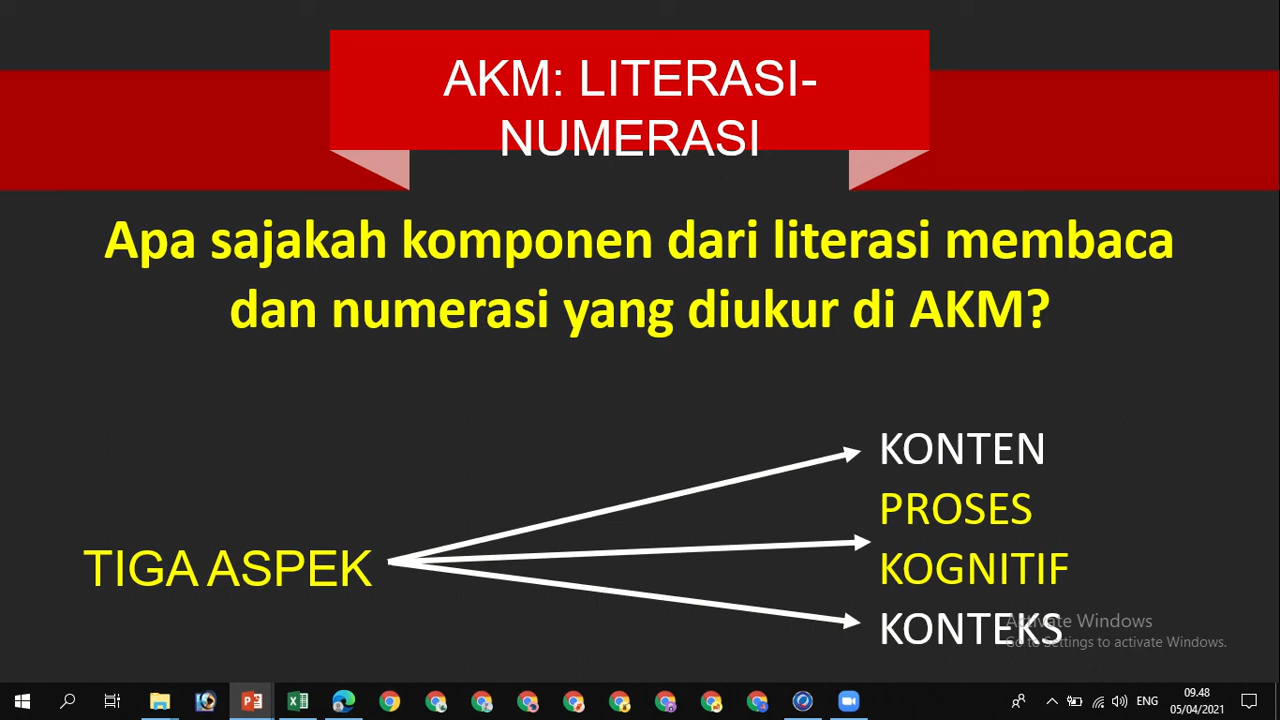 AKM: LITERASI-
NUMERASI
Apa sajakah komponen dari literasi membaca
dan numerasi yang diukur di AKM?
KONTEN
PROSES
TIGA ASPEK
KOGNITIF
KONTEKS
Activate Windows
Go to Settings to activate Windows.
ENG
09.48
05/04/2021